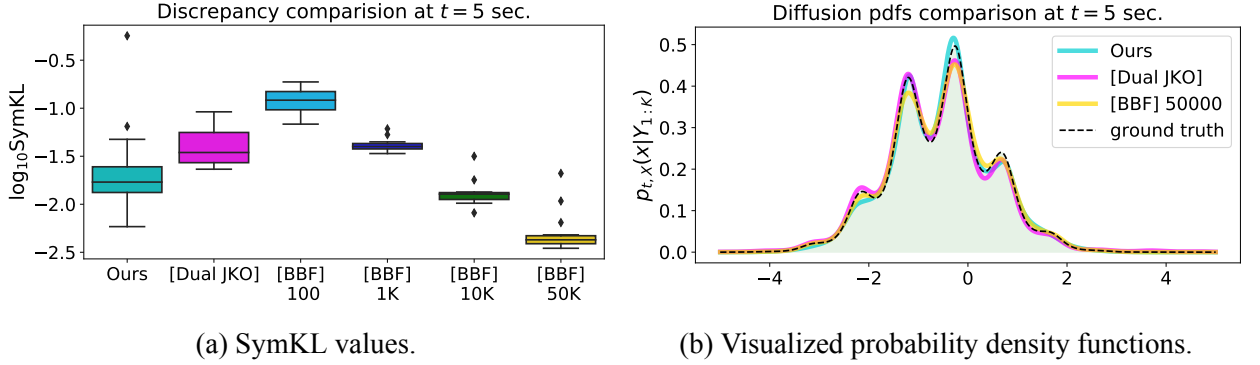 Discrepancy comparision at t = 5 sec.
log₁₀SymKL
−0.5
−1.0
−1.5
−2.0
−2.5
Ours
[Dual JKO]
[BBF]
100
[BBF]
1K
[BBF]
10K
[BBF]
50K
(a) SymKL values.
Diffusion pdfs comparison at t = 5 sec.
p_{t,X}(x|Y_{1:K})
0.5
0.4
0.3
0.2
0.1
0.0
−4
−2
0
2
4
Ours
[Dual JKO]
[BBF] 50000
ground truth
(b) Visualized probability density functions.